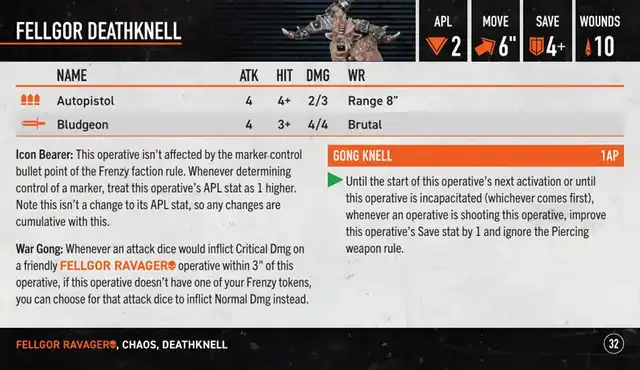 FELLGOR DEATHKNELL
APL MOVE SAVE WOUNDS
2 6" 4+ 10
NAME ATK HIT DMG WR
Autopistol 4 4+ 2/3 Range 8"
Bludgeon 4 3+ 4/4 Brutal
Icon Bearer: This operative isn't affected by the marker control
bullet point of the Frenzy faction rule. Whenever determining
control of a marker, treat this operative's APL stat as 1 higher.
Note this isn't a change to its APL stat, so any changes are
cumulative with this.
War Gong: Whenever an attack dice would inflict Critical Dmg on
a friendly FELLGOR RAVAGER operative within 3" of this
operative, if this operative doesn't have one of your Frenzy tokens,
you can choose for that attack dice to inflict Normal Dmg instead.
GONG KNELL 1AP
Until the start of this operative's next activation or until
this operative is incapacitated (whichever comes first),
whenever an operative is shooting this operative, improve
this operative's Save stat by 1 and ignore the Piercing
weapon rule.
FELLGOR RAVAGER, CHAOS, DEATHKNELL
32